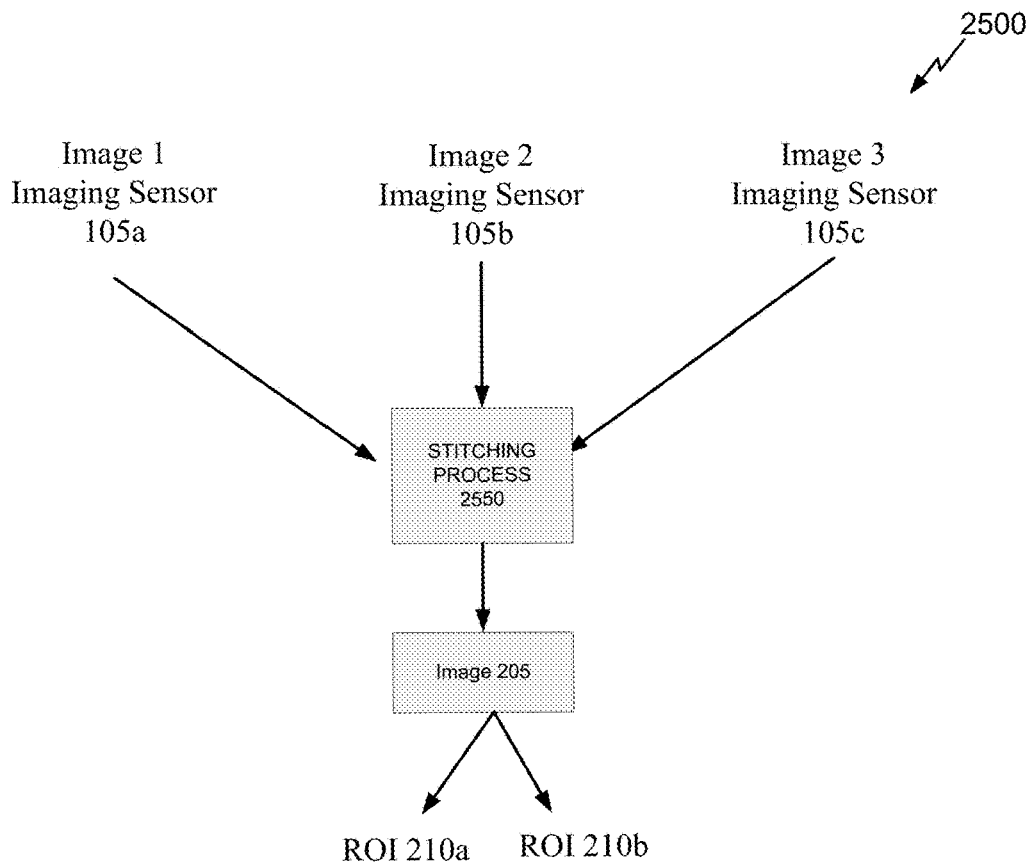 2500
Image 1
Imaging Sensor
105a
Image 2
Imaging Sensor
105b
Image 3
Imaging Sensor
105c
STITCHING
PROCESS
2550
Image 205
ROI 210a
ROI 210b